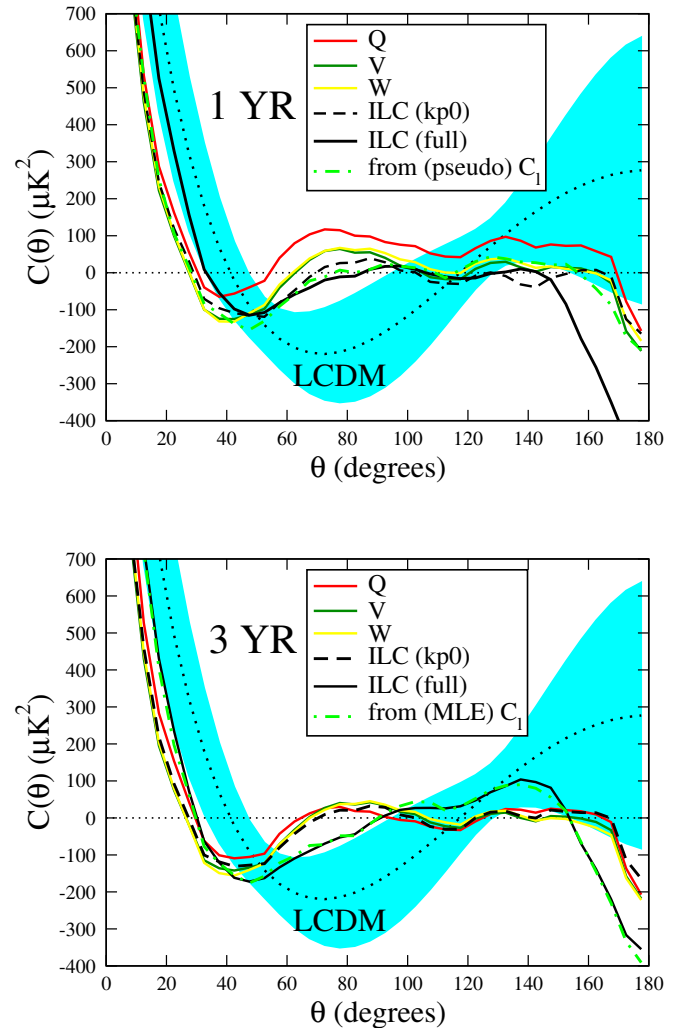 700
600
500
400
300
200
100
0
-100
-200
-300
-400
C(θ) (μK²)
1 YR
Q
V
W
ILC (kp0)
ILC (full)
from (pseudo) C_l
LCDM
0 20 40 60 80 100 120 140 160 180
θ (degrees)
700
600
500
400
300
200
100
0
-100
-200
-300
-400
C(θ) (μK²)
3 YR
Q
V
W
ILC (kp0)
ILC (full)
from (MLE) C_l
LCDM
0 20 40 60 80 100 120 140 160 180
θ (degrees)